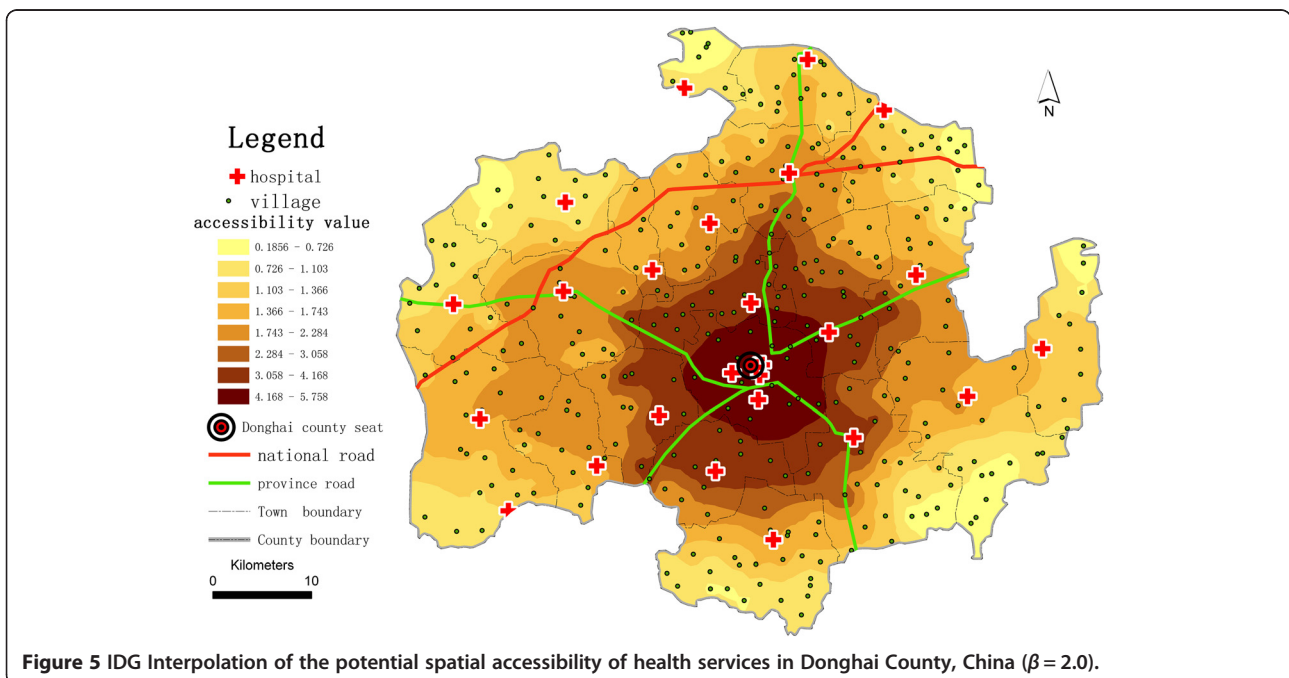 N
Legend
hospital
village
accessibility value
0.1856 - 0.726
0.726 - 1.103
1.103 - 1.366
1.366 - 1.743
1.743 - 2.284
2.284 - 3.058
3.058 - 4.168
4.168 - 5.758
Donghai county seat
national road
province road
Town boundary
County boundary
Kilometers
0 10
Figure 5 IDG Interpolation of the potential spatial accessibility of health services in Donghai County, China (β = 2.0).